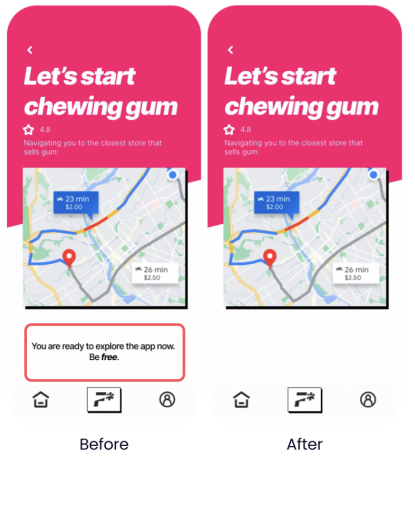 Let's start
chewing gum
4.8
Navigating you to the closest store that
sells gum:
23 min
$2.00
26 min
$2.50
You are ready to explore the app now.
Be free.
Before
Let's start
chewing gum
4.8
Navigating you to the closest store that
sells gum:
23 min
$2.00
26 min
$2.50
After